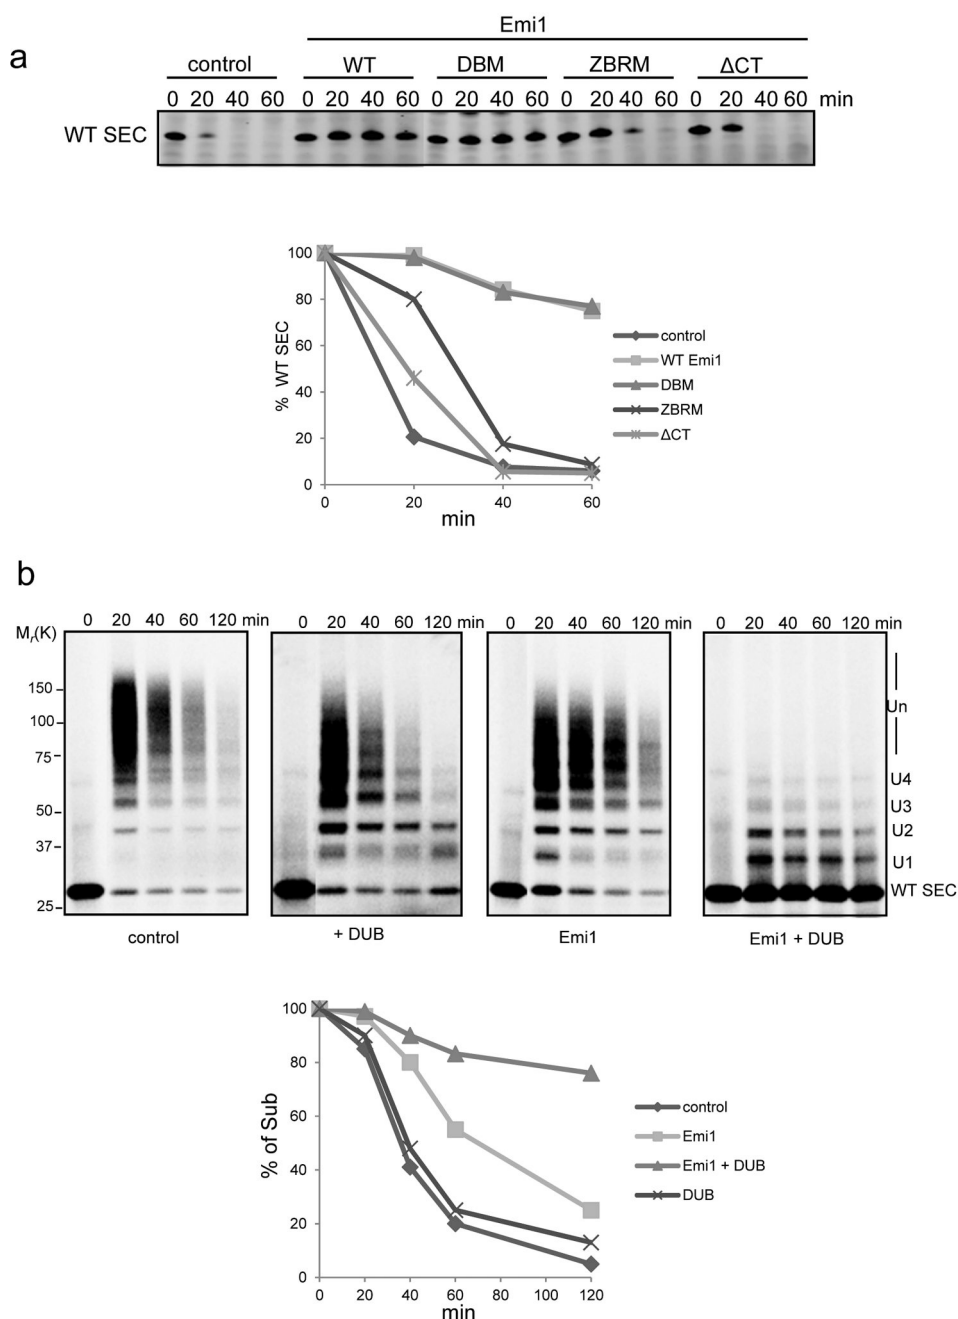 Emi1
a
control WT DBM ZBRM ΔCT
0 20 40 60 0 20 40 60 0 20 40 60 0 20 40 60 0 20 40 60 min
WT SEC
100
80
60
40
20
0
% WT SEC
0 20 40 60
min
control
WT Emi1
DBM
ZBRM
ΔCT
b
0 20 40 60 120 min 0 20 40 60 120 min 0 20 40 60 120 min 0 20 40 60 120 min
Mr(K)
150
100
75
50
37
25
Un
U4
U3
U2
U1
WT SEC
control + DUB Emi1 Emi1 + DUB
100
80
60
40
20
0
% of Sub
0 20 40 60 80 100 120
min
control
Emi1
Emi1 + DUB
DUB